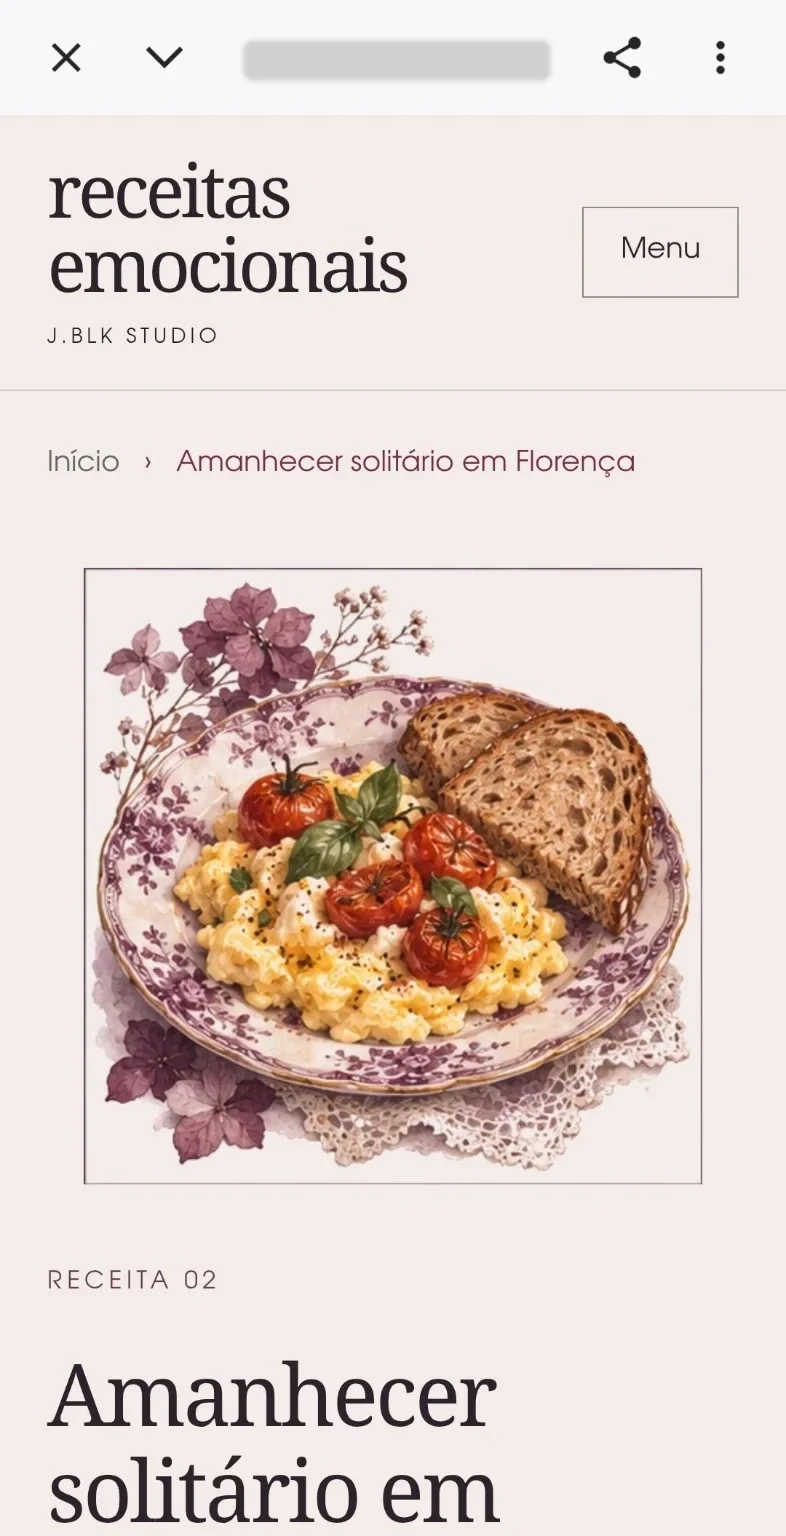 receitas
emocionais
Menu
J.BLK STUDIO
Início › Amanhecer solitário em Florença
RECEITA 02
Amanhecer
solitário em